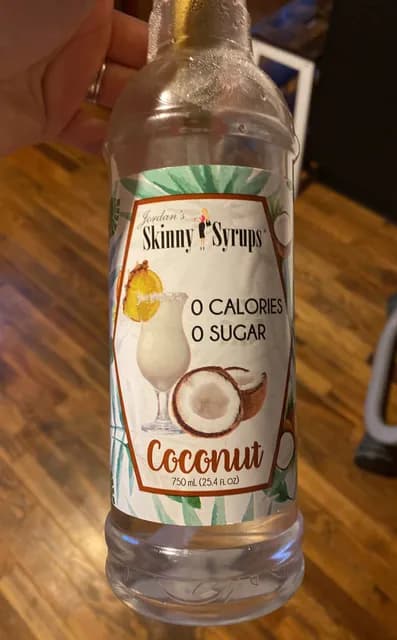 Jordan's
Skinny Syrups
0 CALORIES
0 SUGAR
Coconut
750 mL (25.4 FL OZ)